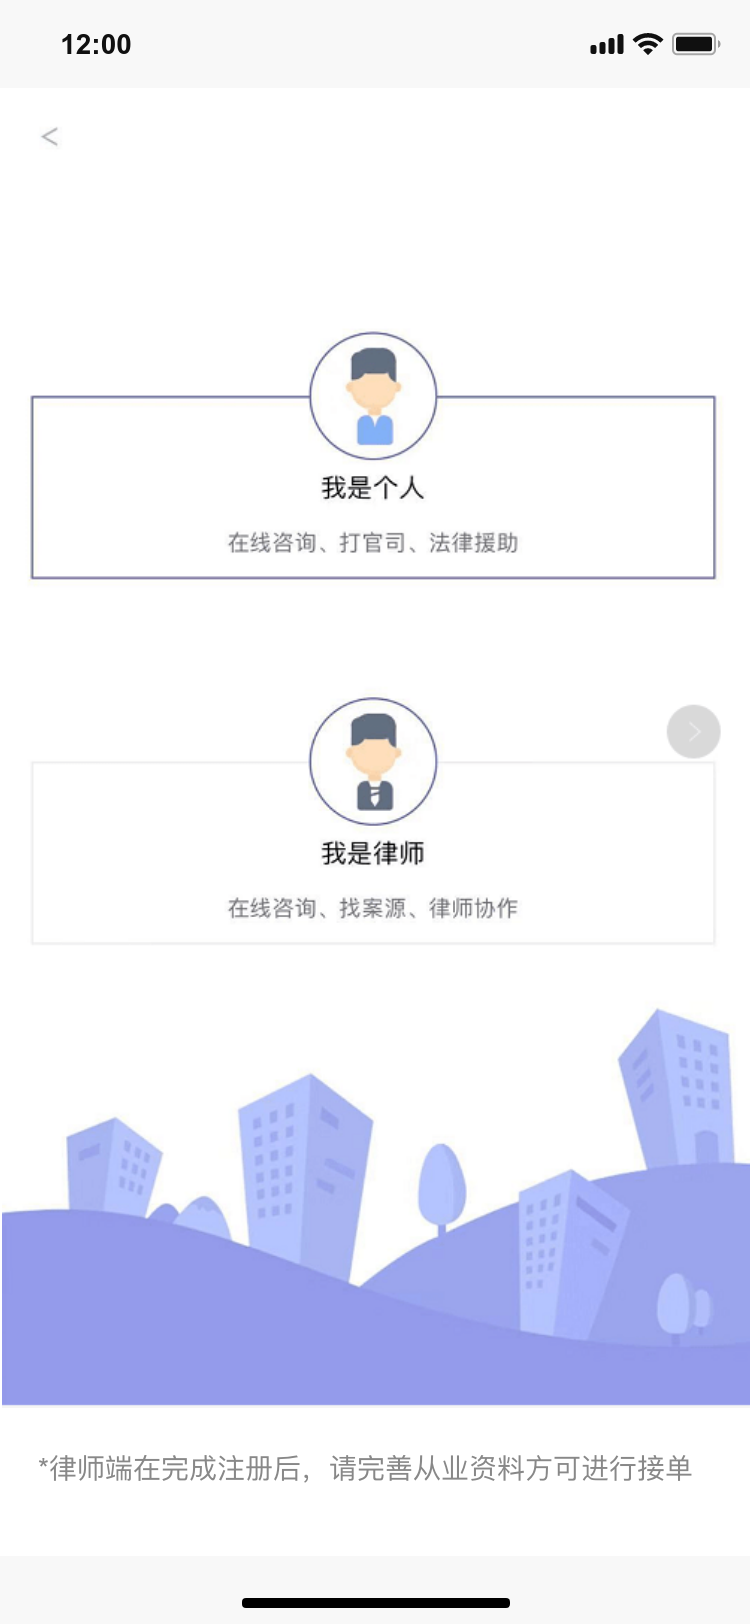 12:00
<
我是个人
在线咨询、打官司、法律援助
我是律师
在线咨询、找案源、律师协作
*律师端在完成注册后，请完善从业资料方可进行接单